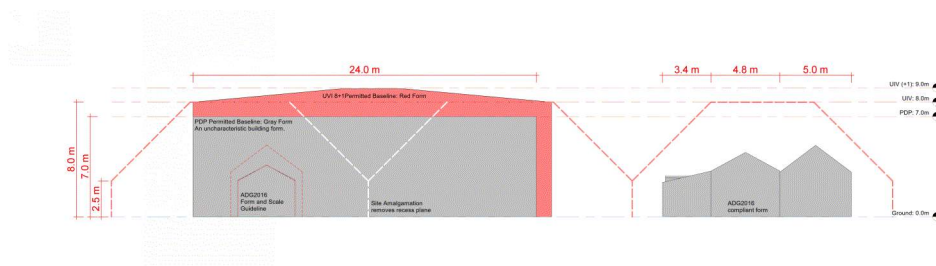 24.0 m
3.4 m
4.8 m
5.0 m
UIV (+1): 9.0m
UVI 8+1Permitted Baseline: Red Form
UIV: 8.0m
PDP: 7.0m
PDP Permitted Baseline: Gray Form
An uncharacteristic building form.
8.0 m
7.0 m
2.5 m
ADG2016
Form and Scale
Guideline
Site Amalgamation
removes recess plane
ADG2016
compliant form
Ground: 0.0m